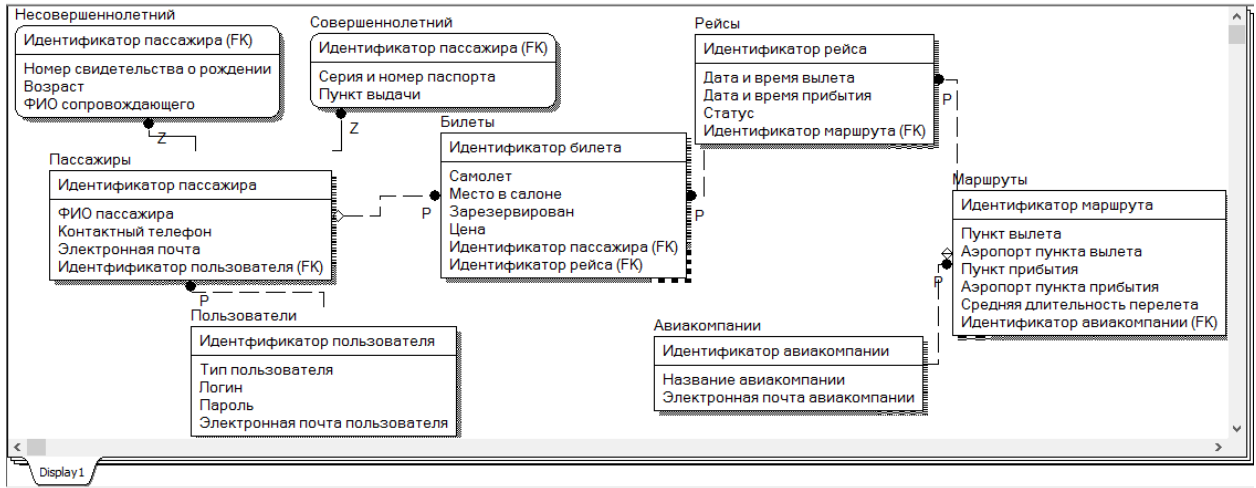 Несовершеннолетний
Идентификатор пассажира (FK)
Номер свидетельства о рождении
Возраст
ФИО сопровождающего
Z
Совершеннолетний
Идентификатор пассажира (FK)
Серия и номер паспорта
Пункт выдачи
Z
Рейсы
Идентификатор рейса
Дата и время вылета
Дата и время прибытия
Статус
Идентификатор маршрута (FK)
P
Билеты
Идентификатор билета
Самолет
Место в салоне
Зарезервирован
Цена
Идентификатор пассажира (FK)
Идентификатор рейса (FK)
P
P
Пассажиры
Идентификатор пассажира
ФИО пассажира
Контактный телефон
Электронная почта
Идентфификатор пользователя (FK)
P
Маршруты
Идентификатор маршрута
Пункт вылета
Аэропорт пункта вылета
Пункт прибытия
Аэропорт пункта прибытия
Средняя длительность перелета
Идентификатор авиакомпании (FK)
P
Пользователи
Идентфификатор пользователя
Тип пользователя
Логин
Пароль
Электронная почта пользователя
Авиакомпании
Идентификатор авиакомпании
Название авиакомпании
Электронная почта авиакомпании
Display1